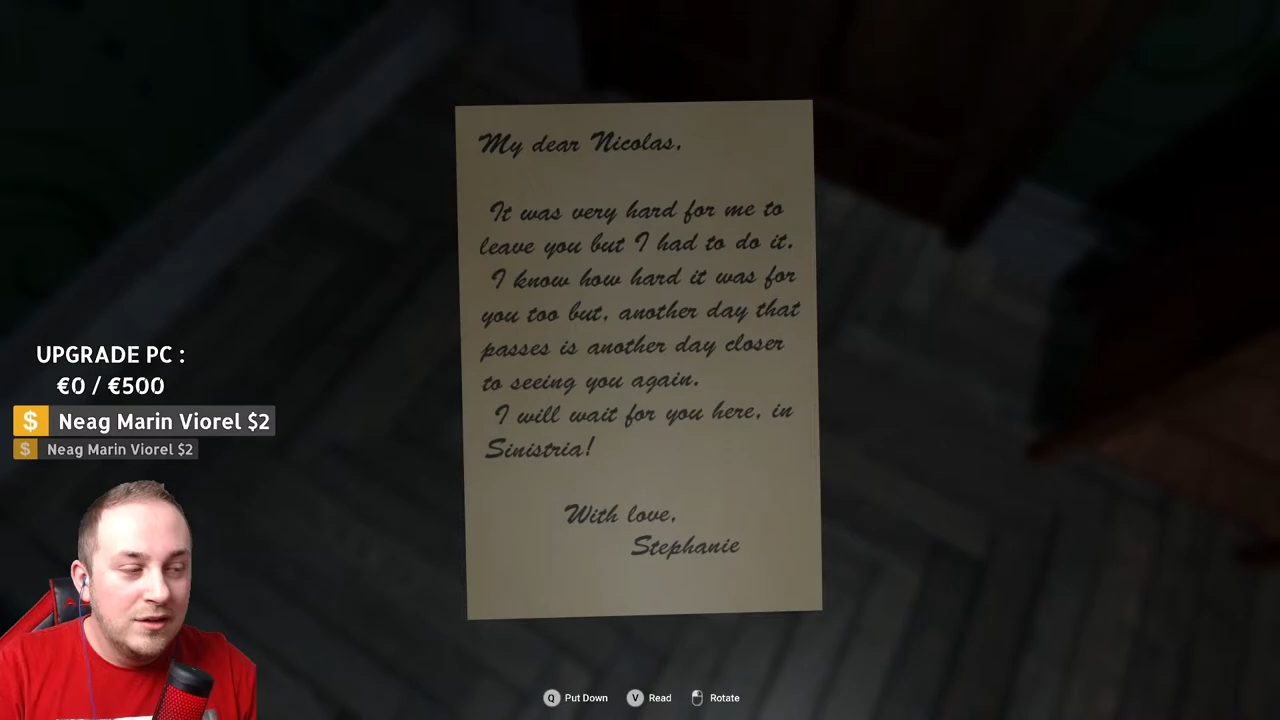 My dear Nicolas,
It was very hard for me to
leave you but I had to do it.
I know how hard it was for
you too but, another day that
passes is another day closer
to seeing you again.
I will wait for you here, in
Sinistria!
With love,
Stephanie
UPGRADE PC :
€0 / €500
$ Neag Marin Viorel $2
$ Neag Marin Viorel $2
Q Put Down V Read Rotate